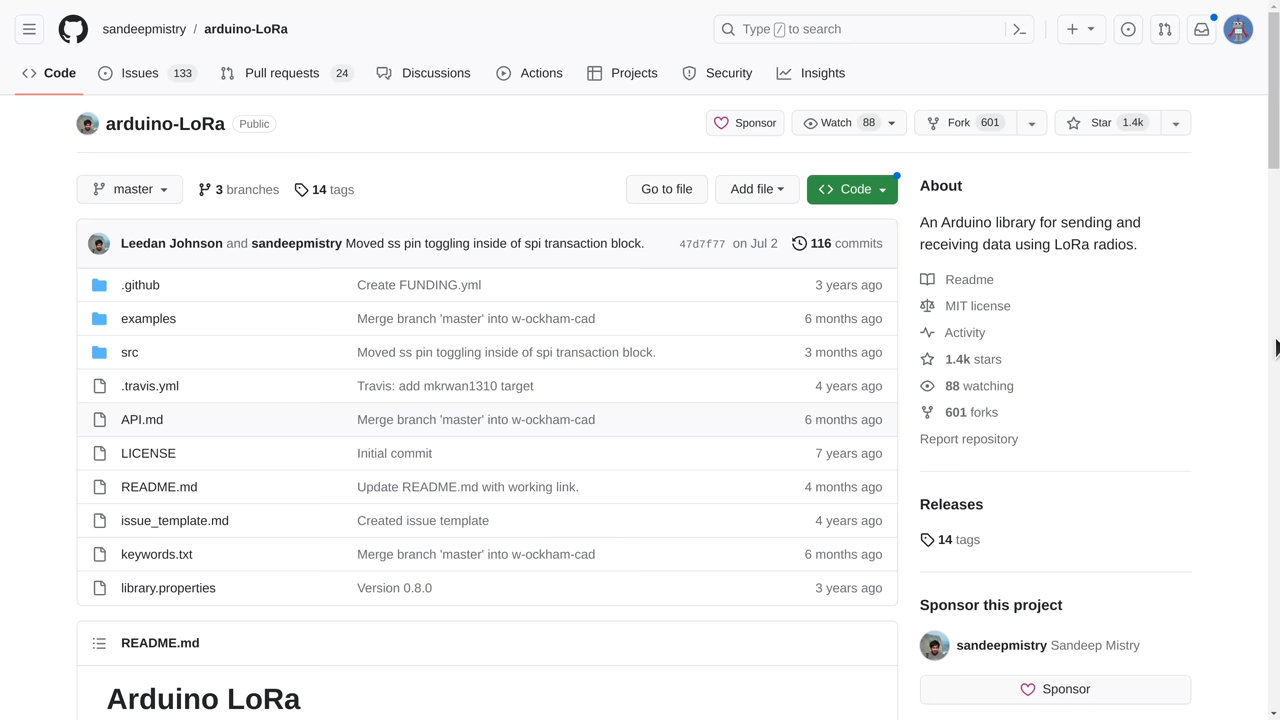 sandeepmistry / arduino-LoRa
Type / to search
Code
Issues 133
Pull requests 24
Discussions
Actions
Projects
Security
Insights
arduino-LoRa Public
Sponsor
Watch 88
Fork 601
Star 1.4k
master
3 branches
14 tags
Go to file
Add file
Code
Leedan Johnson and sandeepmistry Moved ss pin toggling inside of spi transaction block. 47d7f77 on Jul 2 116 commits
.github Create FUNDING.yml 3 years ago
examples Merge branch 'master' into w-ockham-cad 6 months ago
src Moved ss pin toggling inside of spi transaction block. 3 months ago
.travis.yml Travis: add mkrwan1310 target 4 years ago
API.md Merge branch 'master' into w-ockham-cad 6 months ago
LICENSE Initial commit 7 years ago
README.md Update README.md with working link. 4 months ago
issue_template.md Created issue template 4 years ago
keywords.txt Merge branch 'master' into w-ockham-cad 6 months ago
library.properties Version 0.8.0 3 years ago
README.md
Arduino LoRa
About
An Arduino library for sending and
receiving data using LoRa radios.
Readme
MIT license
Activity
1.4k stars
88 watching
601 forks
Report repository
Releases
14 tags
Sponsor this project
sandeepmistry Sandeep Mistry
Sponsor